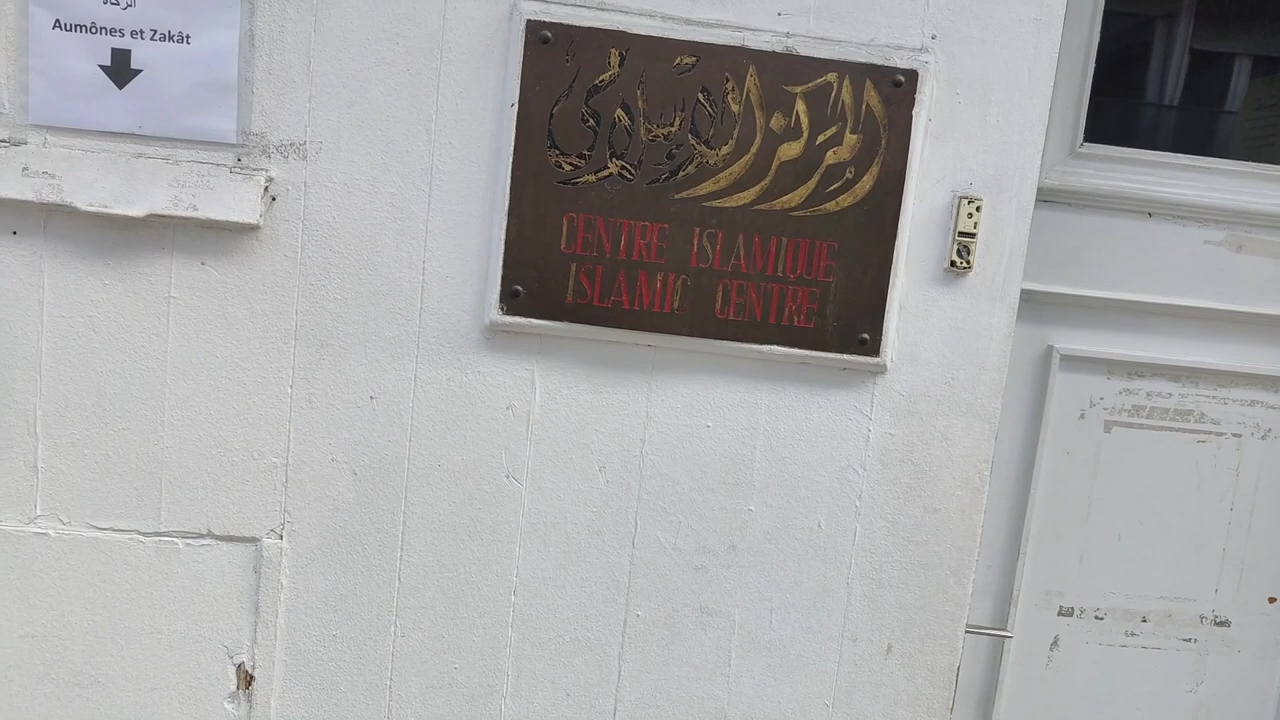 الزكاة
Aumônes et Zakât
المركز الإسلامي
CENTRE ISLAMIQUE
ISLAMIC CENTRE